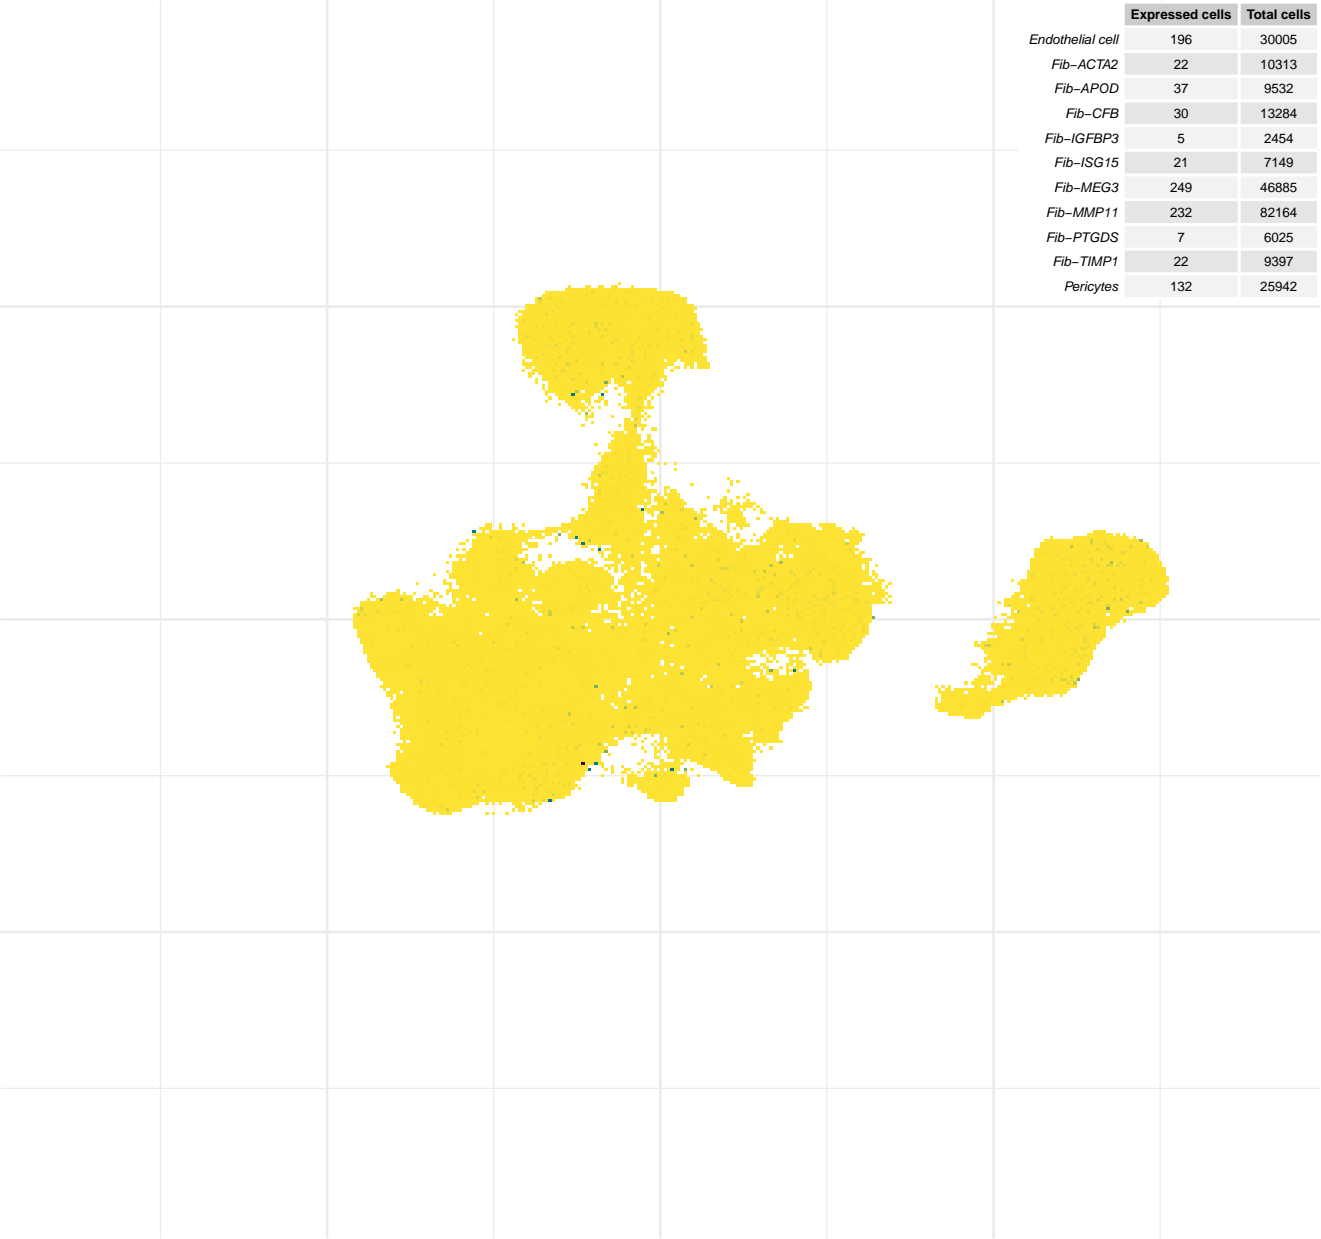 Expressed cells Total cells
Endothelial cell 196 30005
Fib−ACTA2 22 10313
Fib−APOD 37 9532
Fib−CFB 30 13284
Fib−IGFBP3 5 2454
Fib−ISG15 21 7149
Fib−MEG3 249 46885
Fib−MMP11 232 82164
Fib−PTGDS 7 6025
Fib−TIMP1 22 9397
Pericytes 132 25942